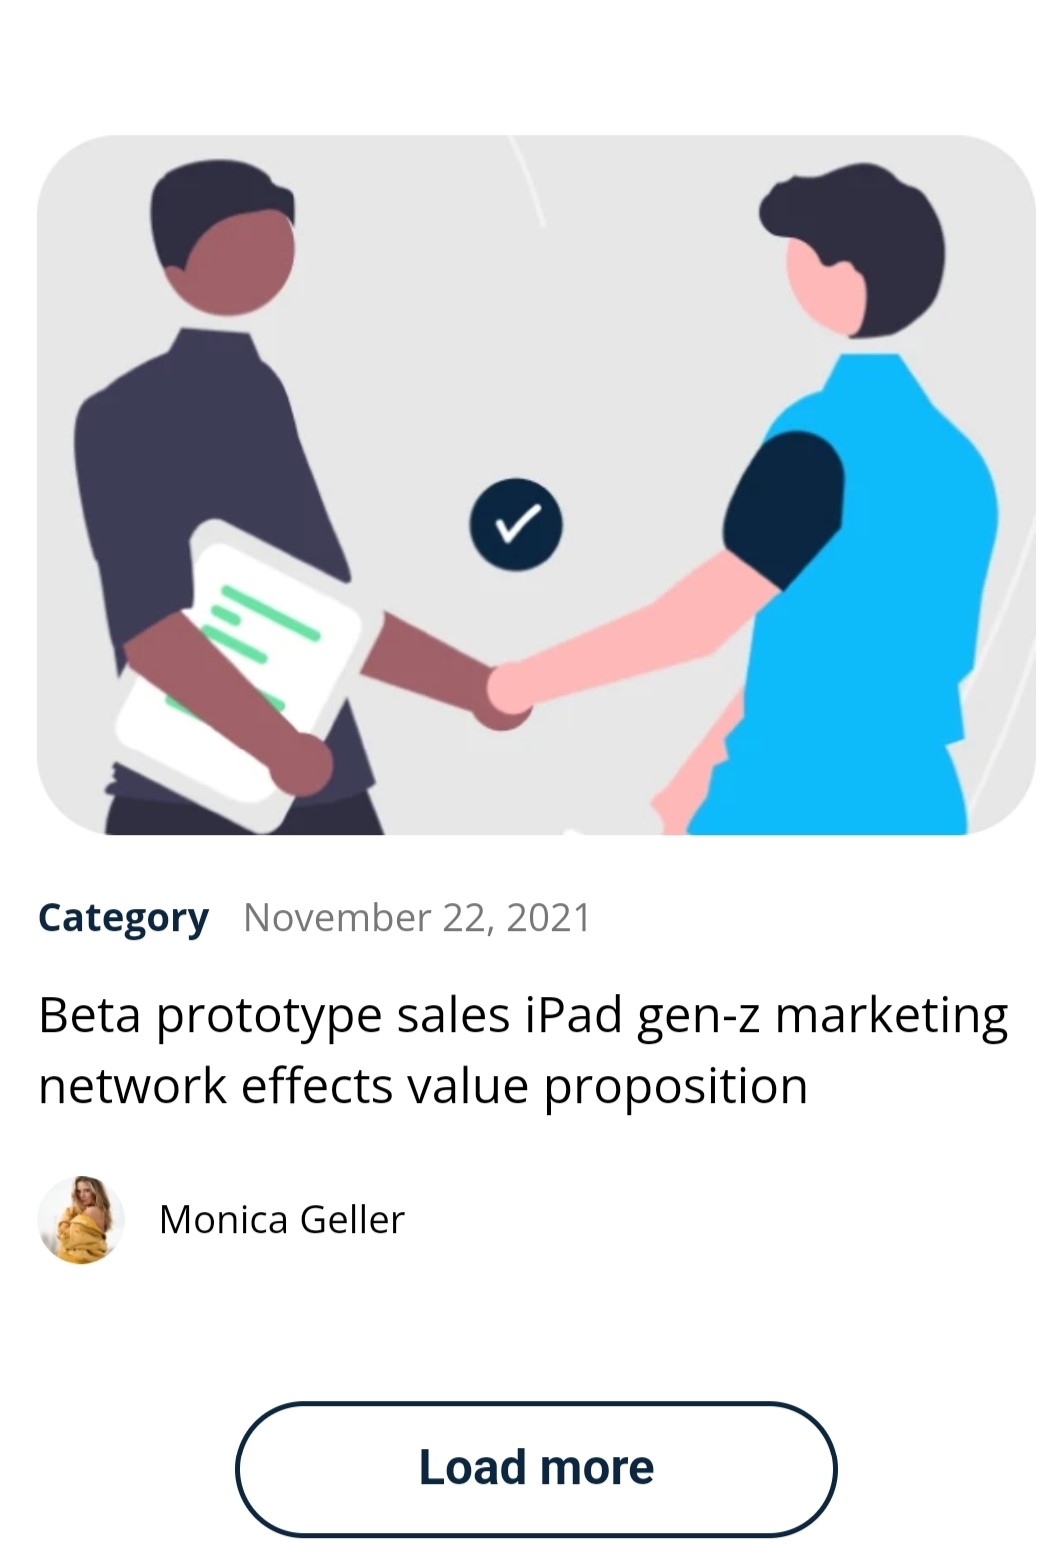 Category November 22, 2021
Beta prototype sales iPad gen-z marketing
network effects value proposition
Monica Geller
Load more